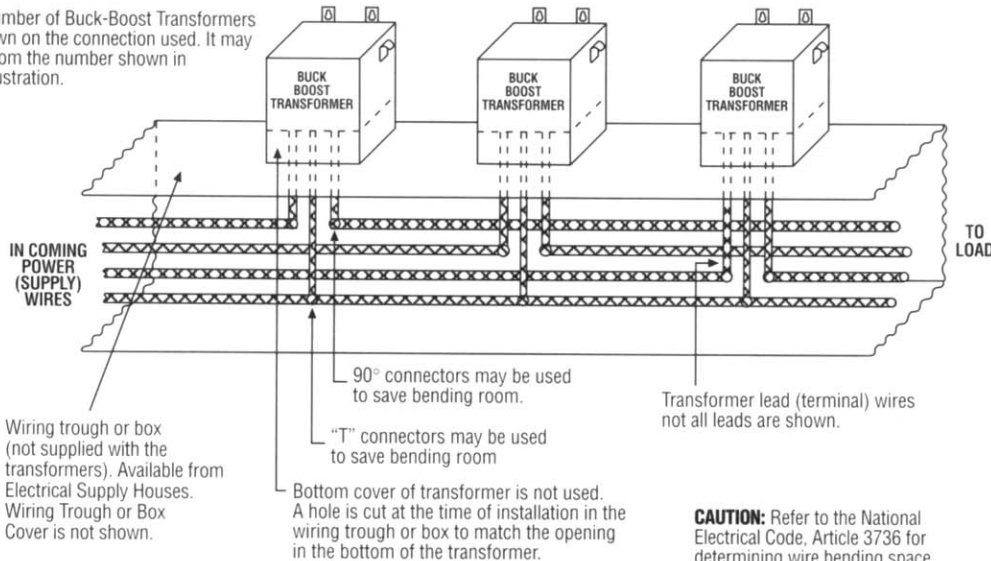 mber of Buck-Boost Transformers
wn on the connection used. It may
rom the number shown in
ustration.
BUCK
BOOST
TRANSFORMER
BUCK
BOOST
TRANSFORMER
BUCK
BOOST
TRANSFORMER
IN COMING
POWER
(SUPPLY)
WIRES
TO
LOAD
90° connectors may be used
to save bending room.
"T" connectors may be used
to save bending room
Transformer lead (terminal) wires
not all leads are shown.
Wiring trough or box
(not supplied with the
transformers). Available from
Electrical Supply Houses.
Wiring Trough or Box
Cover is not shown.
Bottom cover of transformer is not used.
A hole is cut at the time of installation in the
wiring trough or box to match the opening
in the bottom of the transformer.
CAUTION: Refer to the National
Electrical Code, Article 3736 for
determining wire bending space